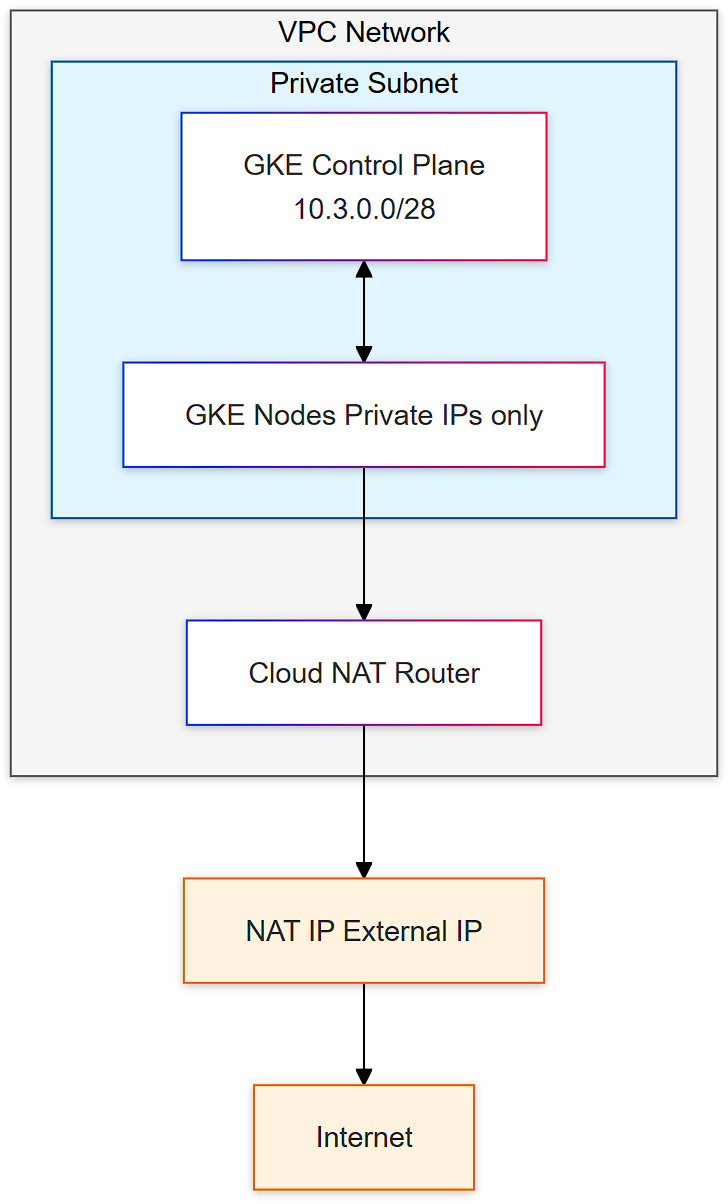 VPC Network
Private Subnet
GKE Control Plane
10.3.0.0/28
GKE Nodes Private IPs only
Cloud NAT Router
NAT IP External IP
Internet